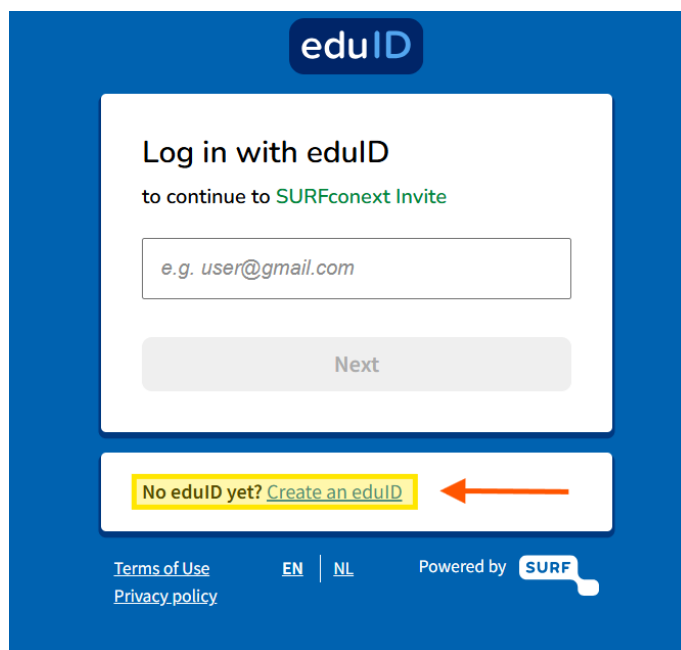 eduID
Log in with eduID
to continue to SURFconext Invite
e.g. user@gmail.com
Next
No eduID yet? Create an eduID
Terms of Use EN NL Powered by SURF
Privacy policy